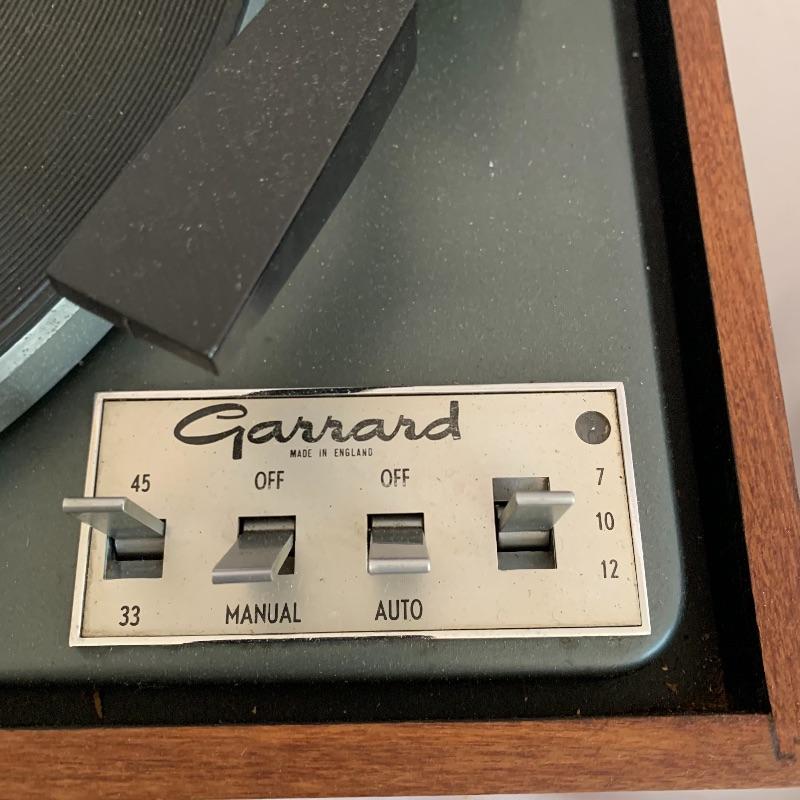 Garrard
MADE IN ENGLAND
45 OFF OFF 7
10
12
33 MANUAL AUTO